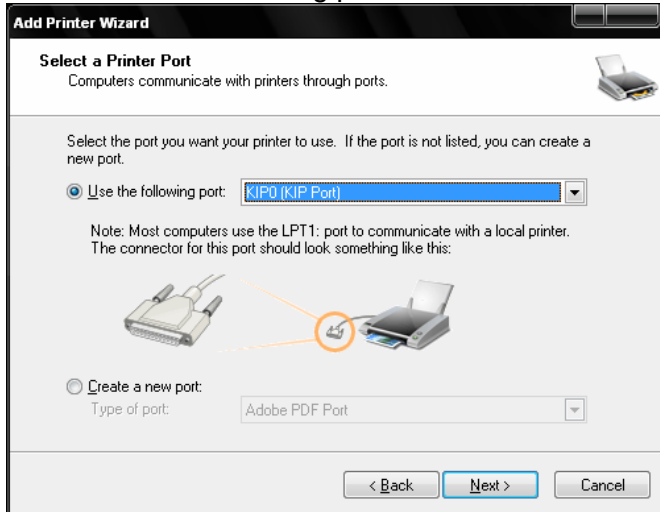 Add Printer Wizard
Select a Printer Port
Computers communicate with printers through ports.
Select the port you want your printer to use. If the port is not listed, you can create a
new port.
Use the following port: KIP0 (KIP Port)
Note: Most computers use the LPT1: port to communicate with a local printer.
The connector for this port should look something like this:
Create a new port:
Type of port: Adobe PDF Port
< Back Next > Cancel